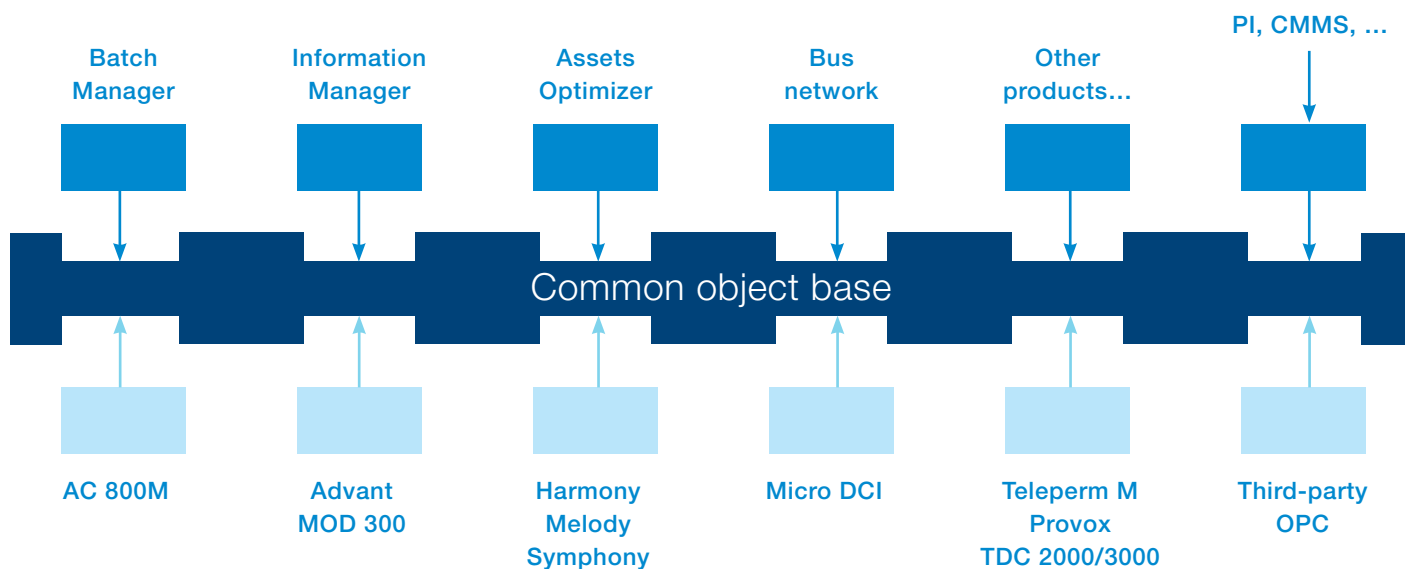 PI, CMMS, …
Batch
Manager
Information
Manager
Assets
Optimizer
Bus
network
Other
products…
Common object base
AC 800M
Advant
MOD 300
Harmony
Melody
Symphony
Micro DCI
Teleperm M
Provox
TDC 2000/3000
Third-party
OPC